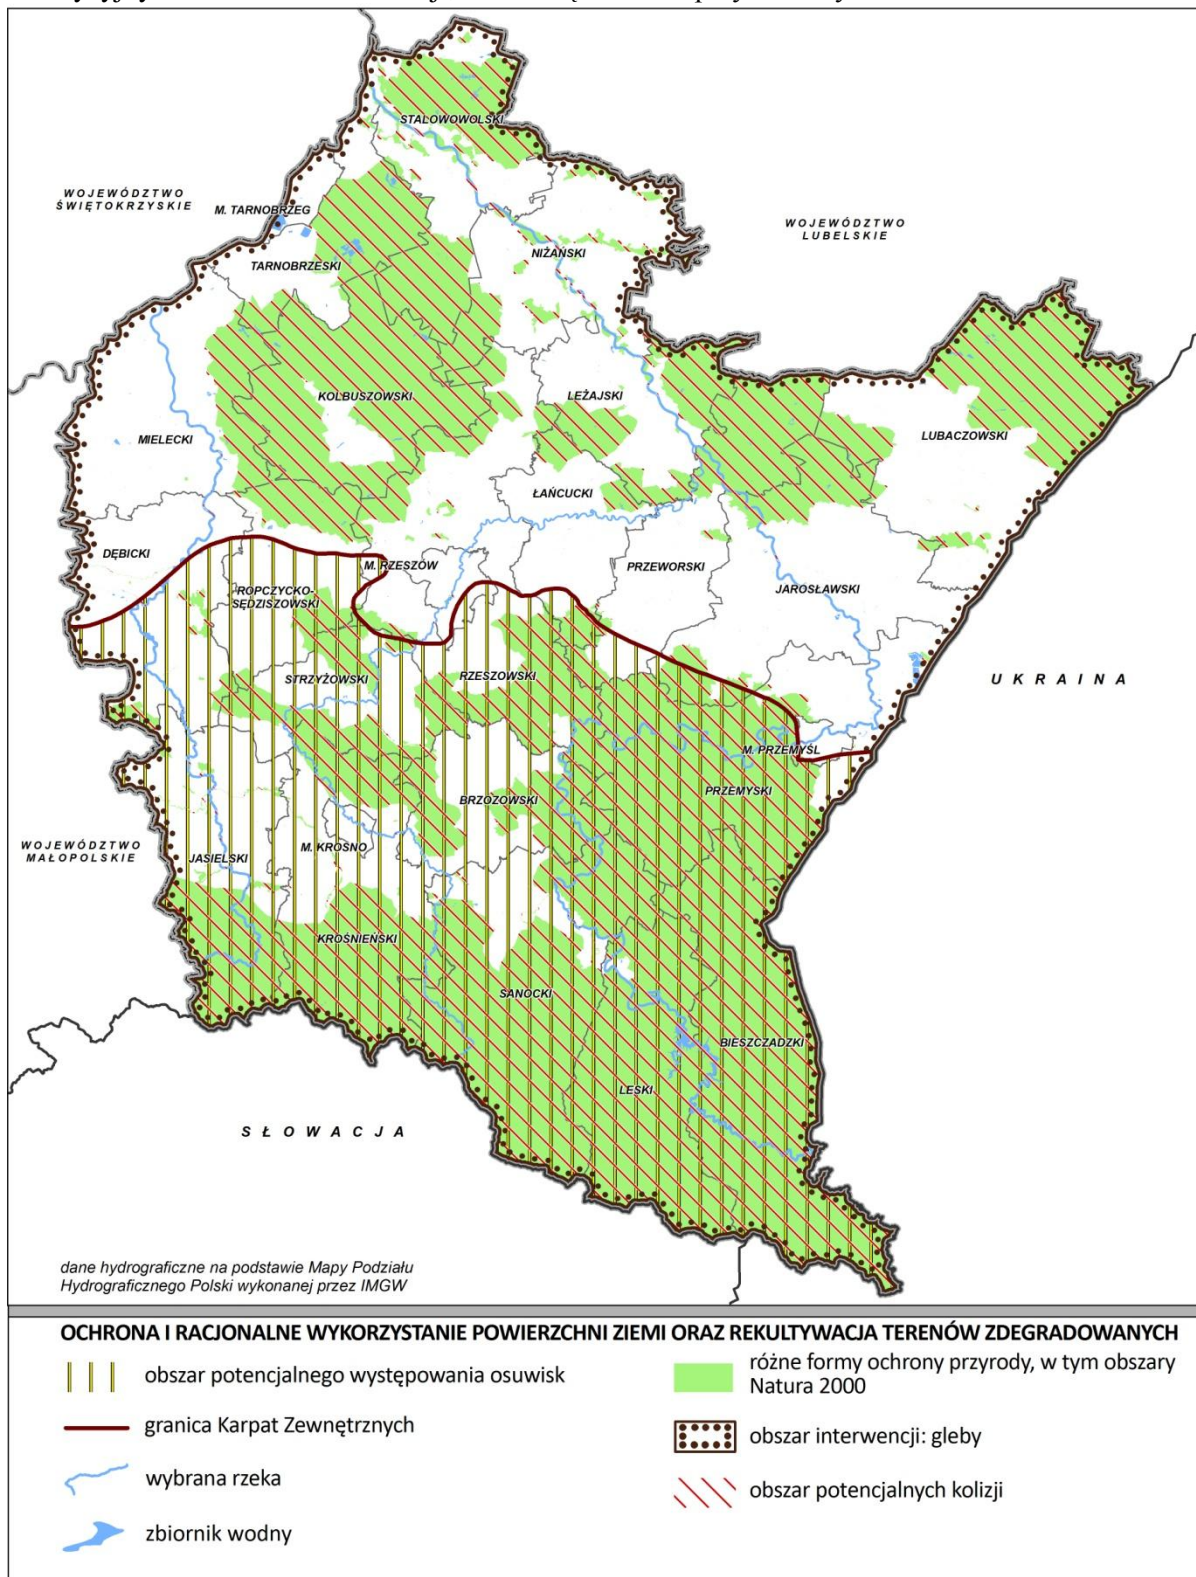 STALOWOWOLSKI
WOJEWÓDZTWO
ŚWIĘTOKRZYSKIE
M. TARNOBRZEG
WOJEWÓDZTWO
LUBELSKIE
TARNOBRZESKI
NIŻAŃSKI
KOLBUSZOWSKI
LEŻAJSKI
MIELECKI
LUBACZOWSKI
ŁAŃCUCKI
DĘBICKI
M. RZESZÓW
PRZEWORSKI
ROPCZYCKO-
SĘDZISZOWSKI
JAROSŁAWSKI
STRZYŻOWSKI
RZESZOWSKI
UKRAINA
M. PRZEMYŚL
PRZEMYSKI
BRZOZOWSKI
WOJEWÓDZTWO
MAŁOPOLSKIE
JASIELSKI
M. KROSNO
KROŚNIEŃSKI
SANOCKI
BIESZCZADZKI
LESKI
SŁOWACJA
dane hydrograficzne na podstawie Mapy Podziału
Hydrograficznego Polski wykonanej przez IMGW
OCHRONA I RACJONALNE WYKORZYSTANIE POWIERZCHNI ZIEMI ORAZ REKULTYWACJA TERENÓW ZDEGRADOWANYCH
obszar potencjalnego występowania osuwisk
granica Karpat Zewnętrznych
wybrana rzeka
zbiornik wodny
różne formy ochrony przyrody, w tym obszary
Natura 2000
obszar interwencji: gleby
obszar potencjalnych kolizji